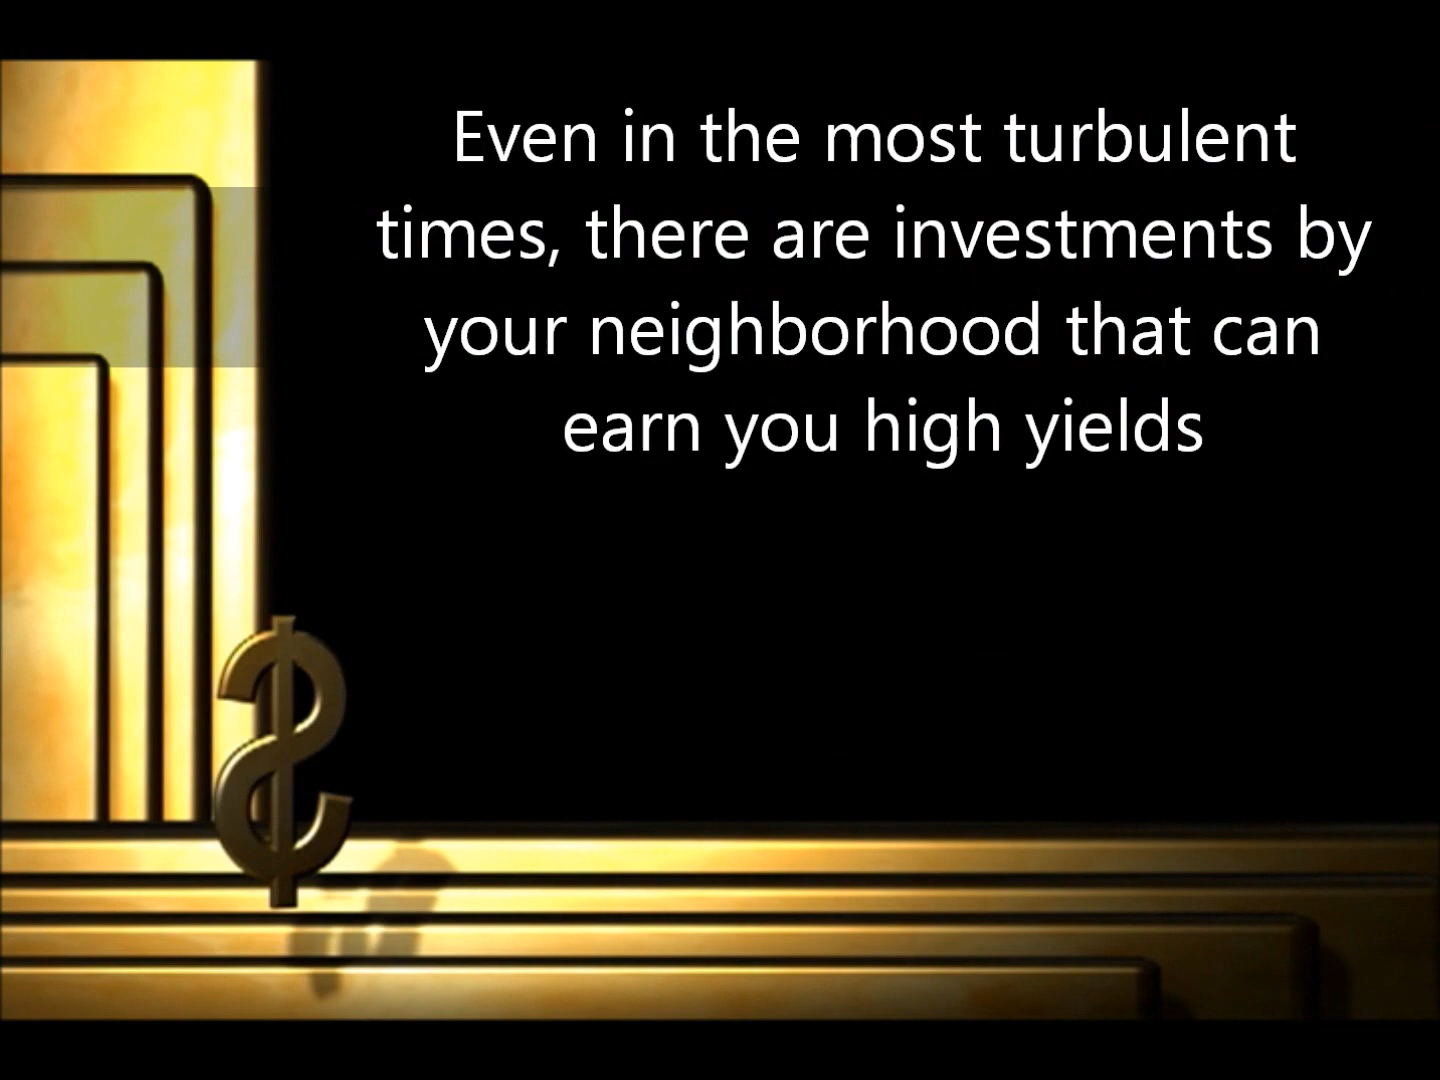 Even in the most turbulent
times, there are investments by
your neighborhood that can
earn you high yields